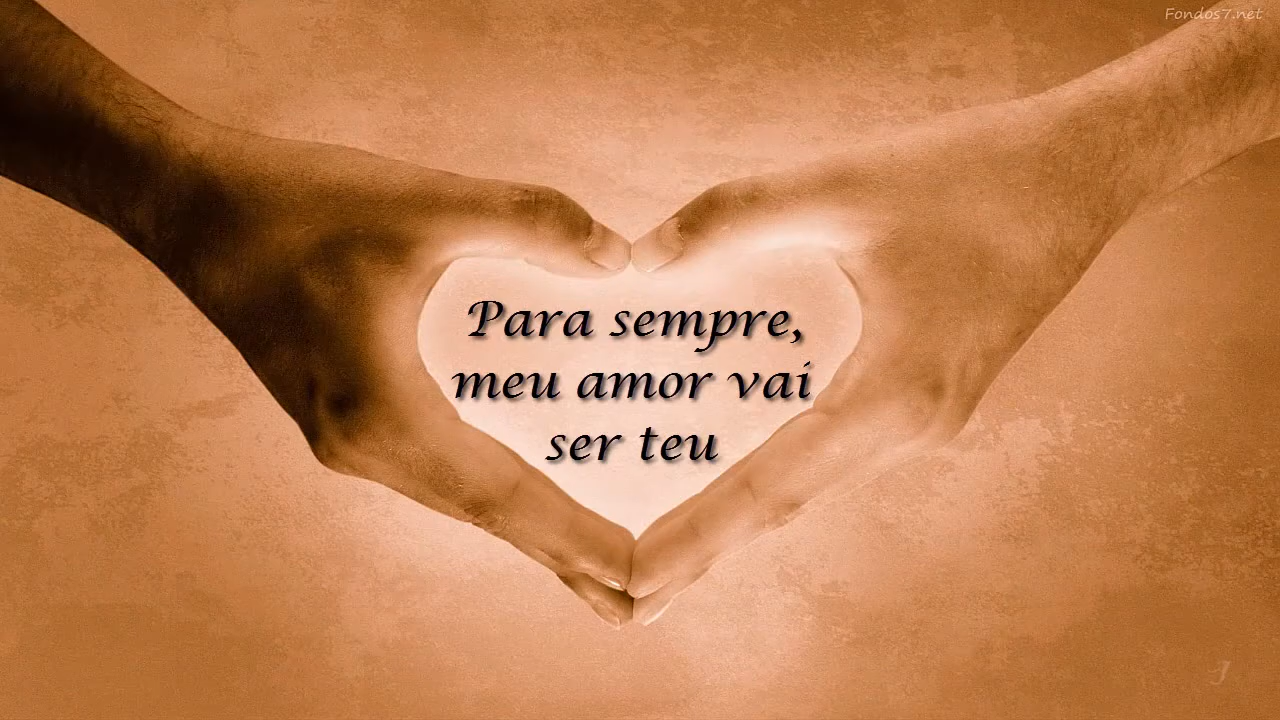 Fondos7.net
Para sempre,
meu amor vai
ser teu